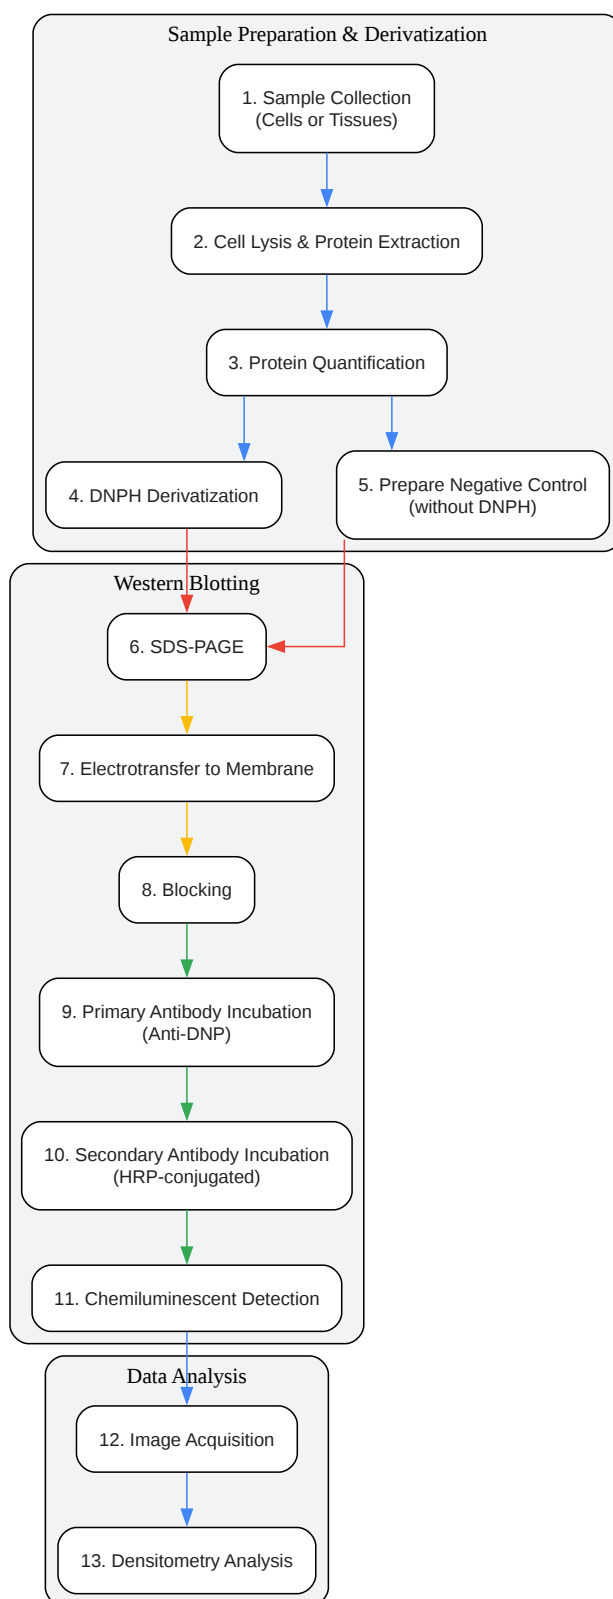 Sample Preparation & Derivatization
1. Sample Collection
(Cells or Tissues)
2. Cell Lysis & Protein Extraction
3. Protein Quantification
4. DNPH Derivatization
5. Prepare Negative Control
(without DNPH)
Western Blotting
6. SDS-PAGE
7. Electrotransfer to Membrane
8. Blocking
9. Primary Antibody Incubation
(Anti-DNP)
10. Secondary Antibody Incubation
(HRP-conjugated)
11. Chemiluminescent Detection
Data Analysis
12. Image Acquisition
13. Densitometry Analysis